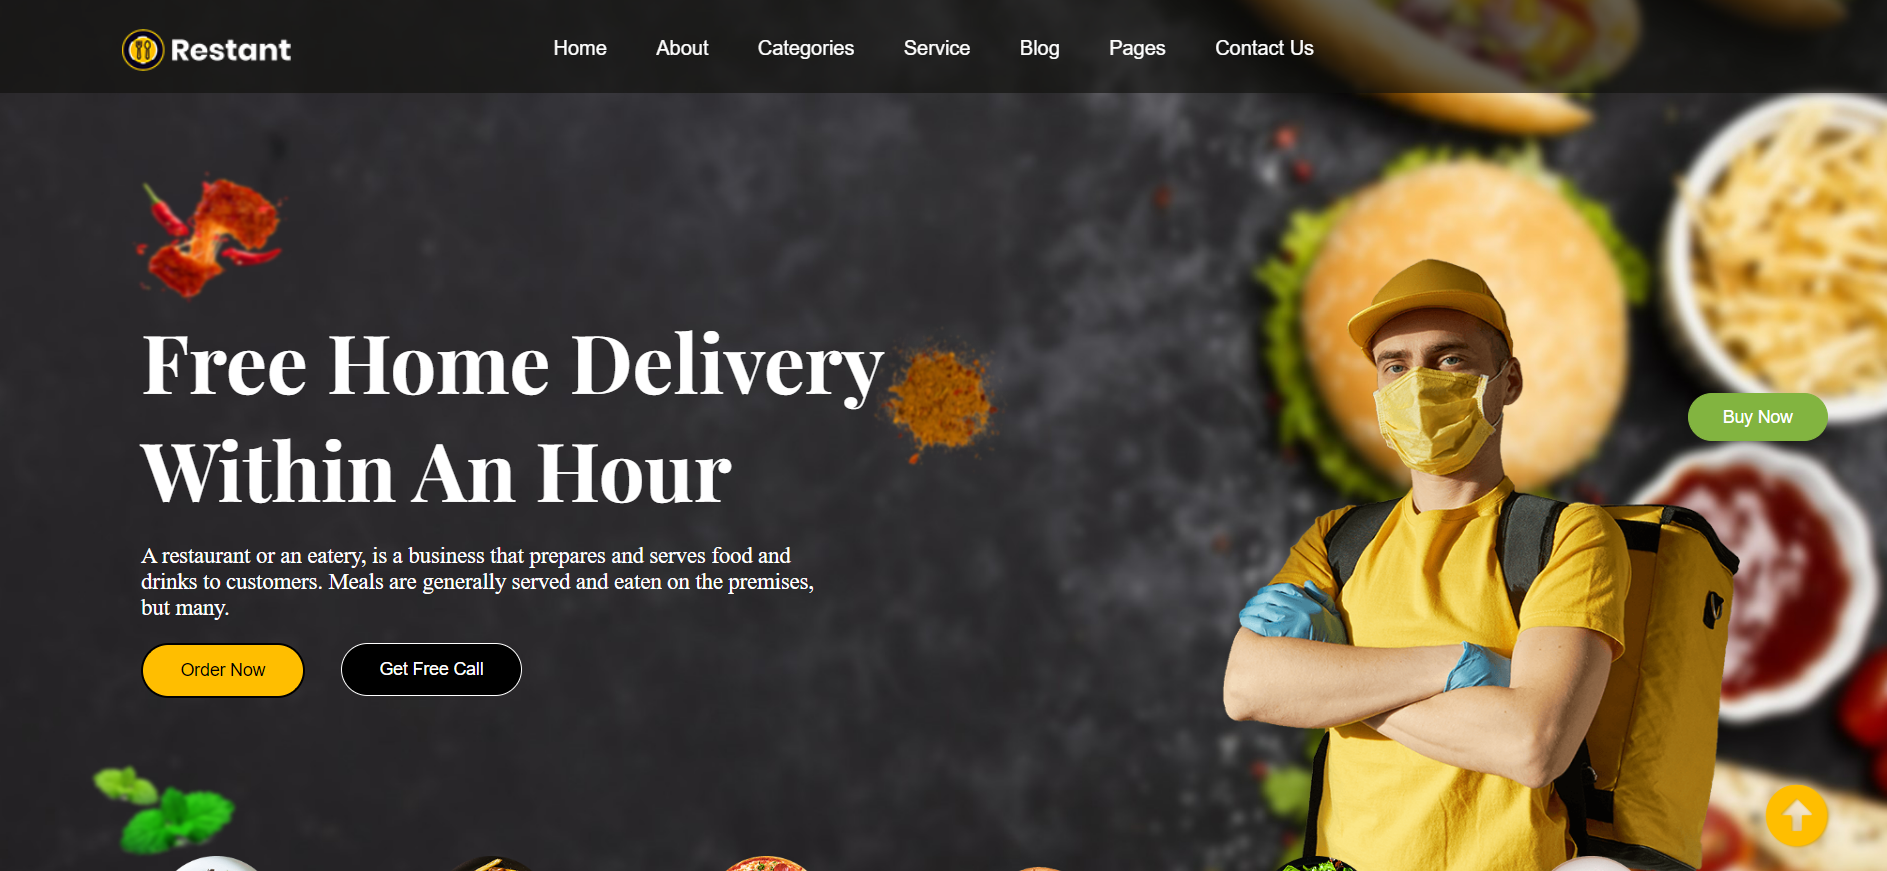 Restant
Home
About
Categories
Service
Blog
Pages
Contact Us
Free Home Delivery
Within An Hour
A restaurant or an eatery, is a business that prepares and serves food and
drinks to customers. Meals are generally served and eaten on the premises,
but many.
Order Now
Get Free Call
Buy Now